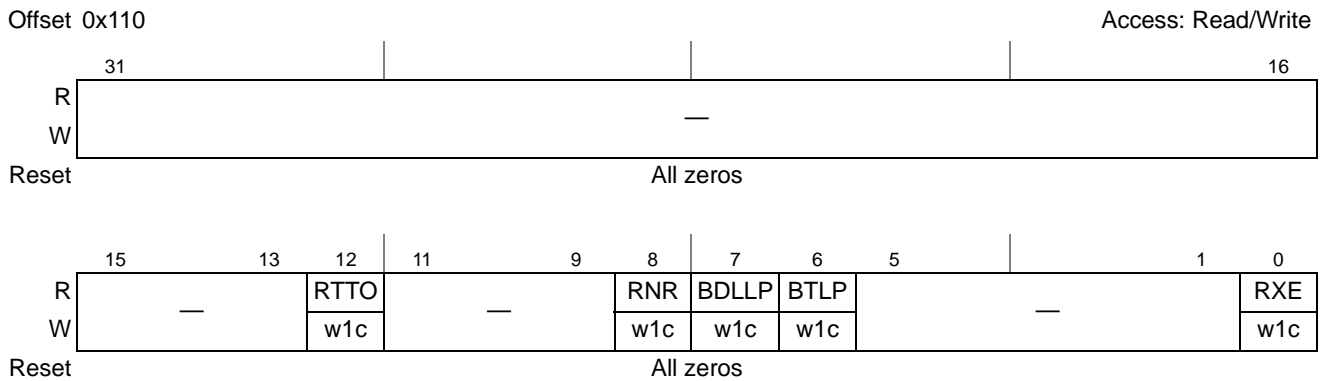 Offset 0x110 Access: Read/Write
31 16
R
—
W
Reset All zeros
15 13 12 11 9 8 7 6 5 1 0
R — RTTO — RNR BDLLP BTLP — RXE
W w1c w1c w1c w1c w1c
Reset All zeros